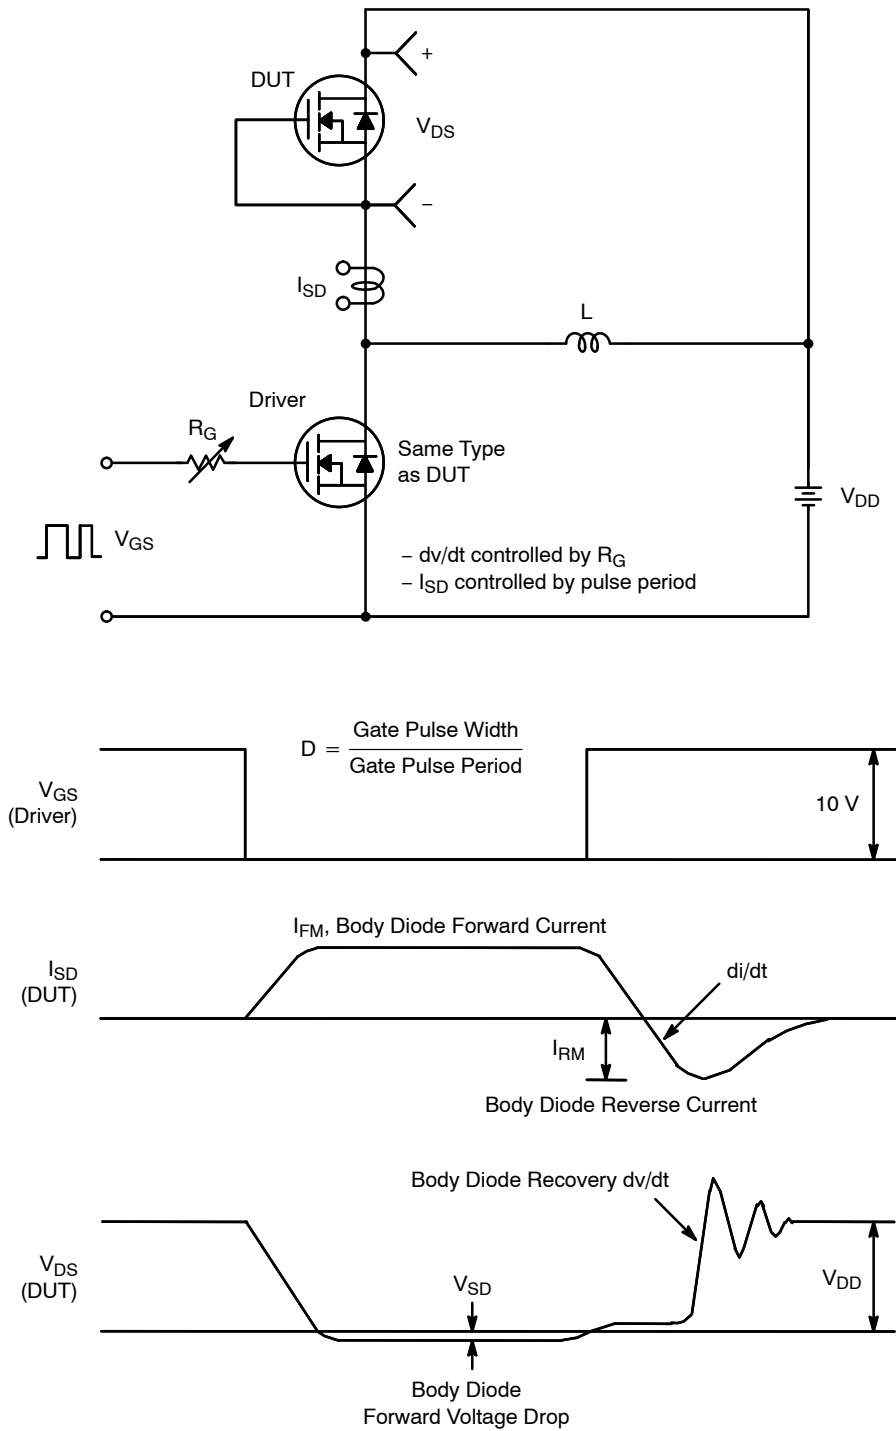 +
DUT
V_DS
–
I_SD
L
Driver
R_G
Same Type
as DUT
V_DD
V_GS
– dv/dt controlled by R_G
– I_SD controlled by pulse period
D = Gate Pulse Width
Gate Pulse Period
V_GS
(Driver)
10 V
I_FM, Body Diode Forward Current
I_SD
(DUT)
di/dt
I_RM
Body Diode Reverse Current
Body Diode Recovery dv/dt
V_DS
(DUT)
V_SD
V_DD
Body Diode
Forward Voltage Drop